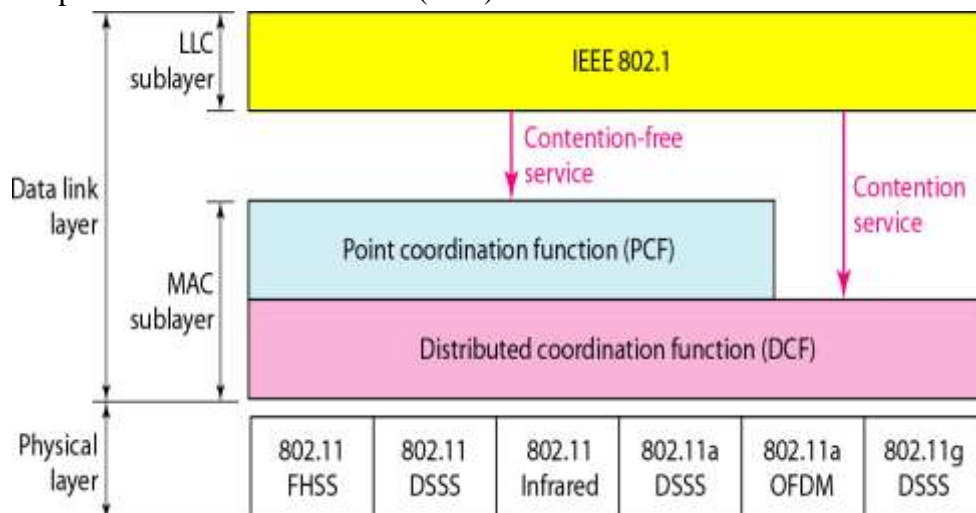 LLC
sublayer
IEEE 802.1
Contention-free
service
Data link
layer
Contention
service
Point coordination function (PCF)
MAC
sublayer
Distributed coordination function (DCF)
Physical
layer
802.11
FHSS
802.11
DSSS
802.11
Infrared
802.11a
DSSS
802.11a
OFDM
802.11g
DSSS